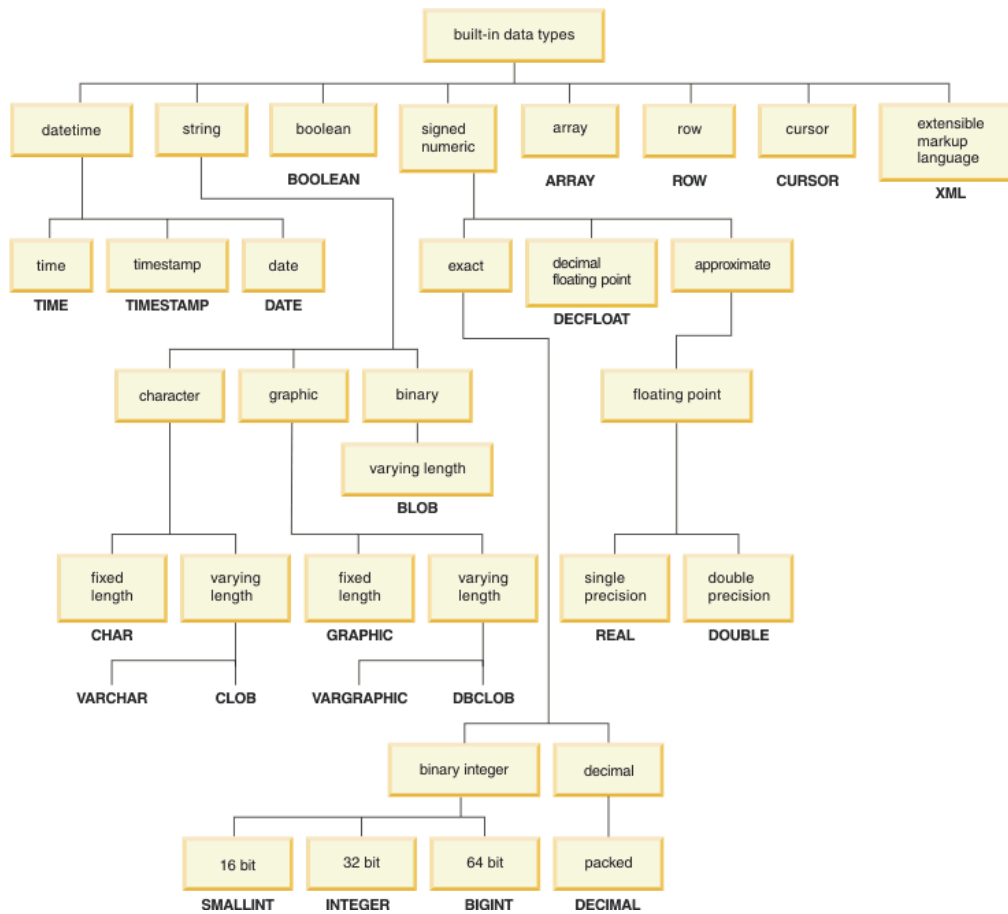 built-in data types
datetime
string
boolean
signed
numeric
array
row
cursor
extensible
markup
language
BOOLEAN
ARRAY
ROW
CURSOR
XML
time
timestamp
date
exact
decimal
floating point
approximate
TIME
TIMESTAMP
DATE
DECFLOAT
character
graphic
binary
floating point
varying length
BLOB
fixed
length
varying
length
fixed
length
varying
length
single
precision
double
precision
CHAR
GRAPHIC
REAL
DOUBLE
VARCHAR
CLOB
VARGRAPHIC
DBCLOB
binary integer
decimal
16 bit
32 bit
64 bit
packed
SMALLINT
INTEGER
BIGINT
DECIMAL